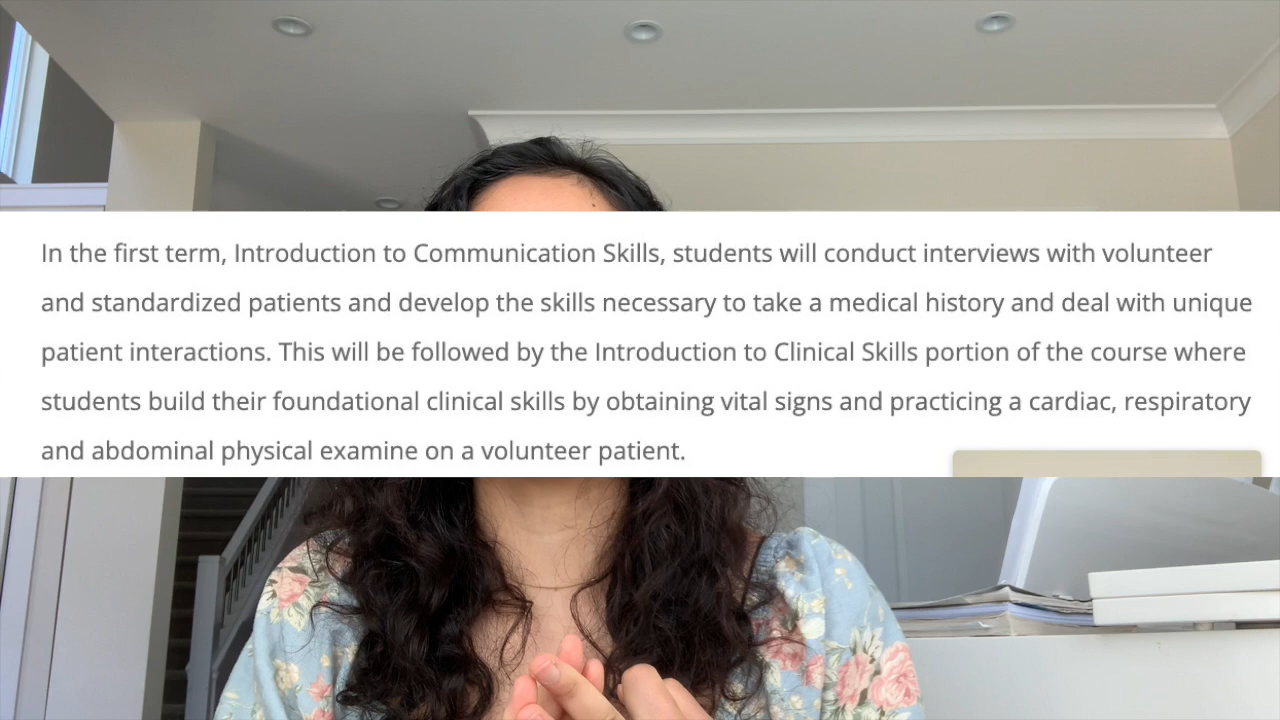 In the first term, Introduction to Communication Skills, students will conduct interviews with volunteer
and standardized patients and develop the skills necessary to take a medical history and deal with unique
patient interactions. This will be followed by the Introduction to Clinical Skills portion of the course where
students build their foundational clinical skills by obtaining vital signs and practicing a cardiac, respiratory
and abdominal physical examine on a volunteer patient.